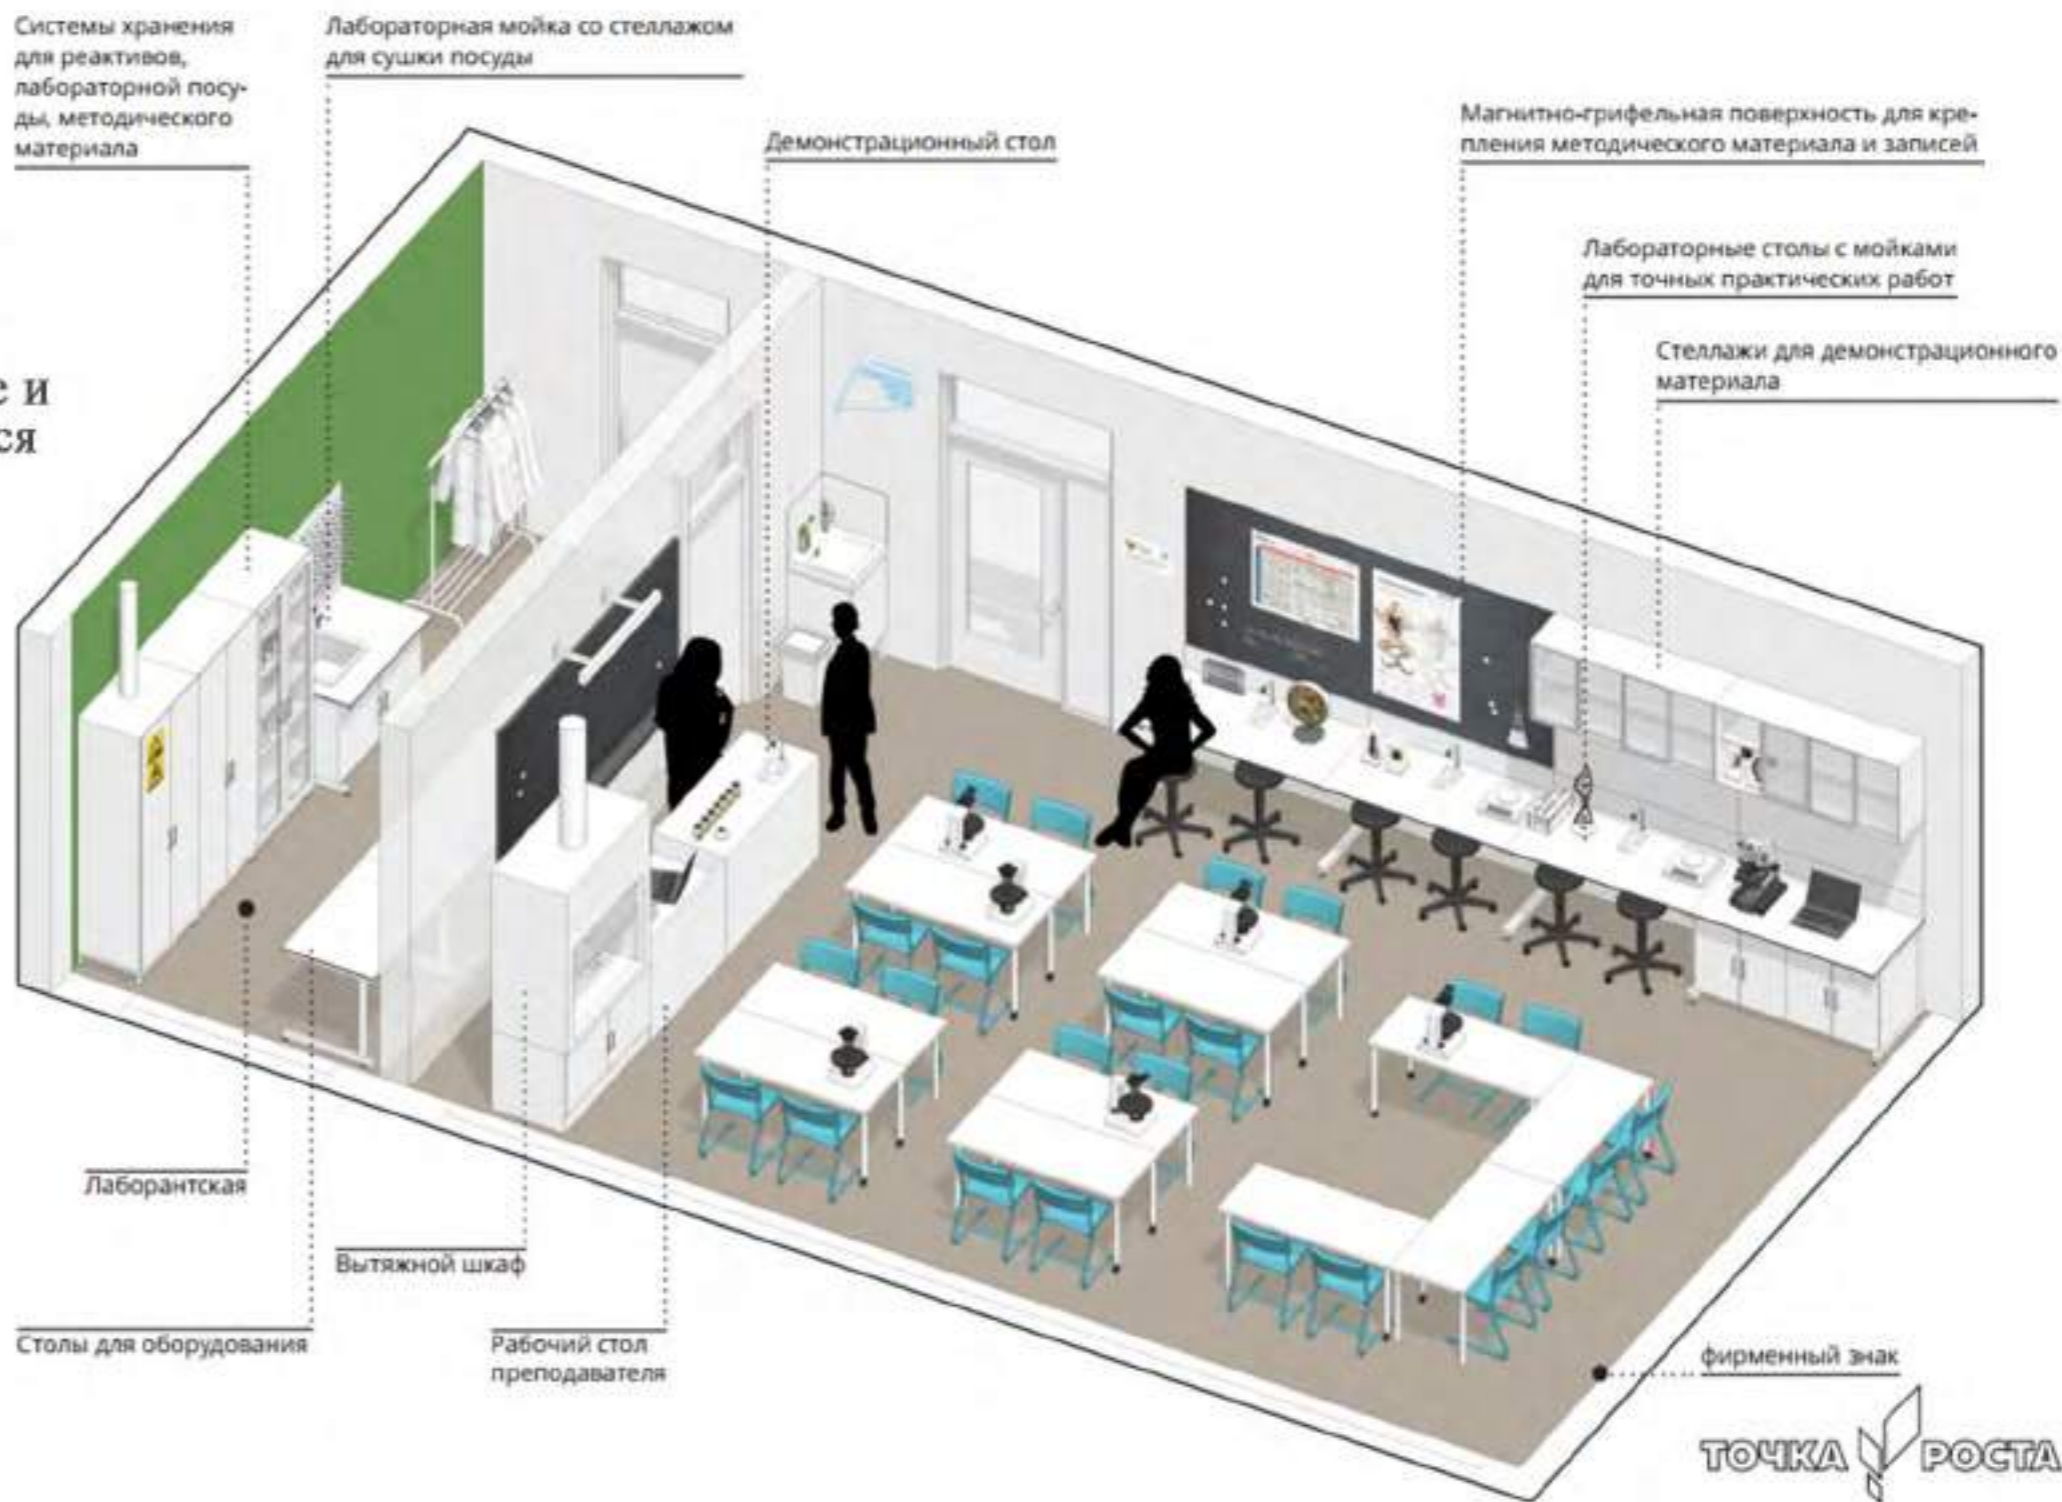 Системы хранения
для реактивов,
лабораторной посу-
ды, методического
материала
Лабораторная мойка со стеллажом
для сушки посуды
Демонстрационный стол
Магнитно-грифельная поверхность для кре-
пления методического материала и записей
Лабораторные столы с мойками
для точных практических работ
Стеллажи для демонстрационного
материала
е и
ся
Лаборантская
Вытяжной шкаф
Столы для оборудования
Рабочий стол
преподавателя
фирменный знак
ТОЧКА РОСТА